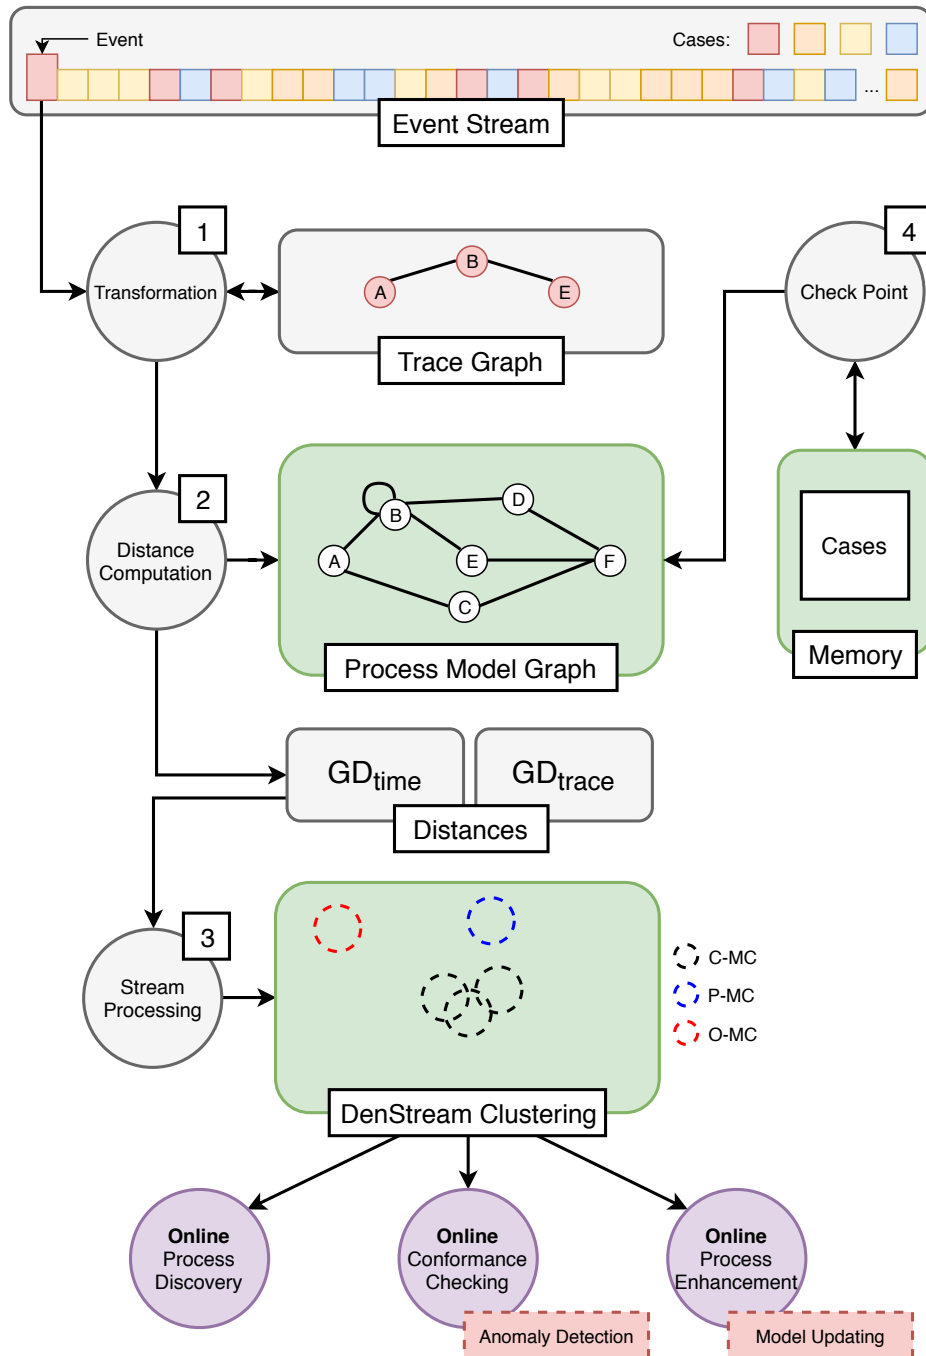 Event
Cases:
...
Event Stream
1
Transformation
A
B
E
Trace Graph
4
Check Point
2
Distance
Computation
A
B
C
D
E
F
Process Model Graph
Cases
Memory
GDtime
GDtrace
Distances
3
Stream
Processing
C-MC
P-MC
O-MC
DenStream Clustering
Online
Process
Discovery
Online
Conformance
Checking
Anomaly Detection
Online
Process
Enhancement
Model Updating